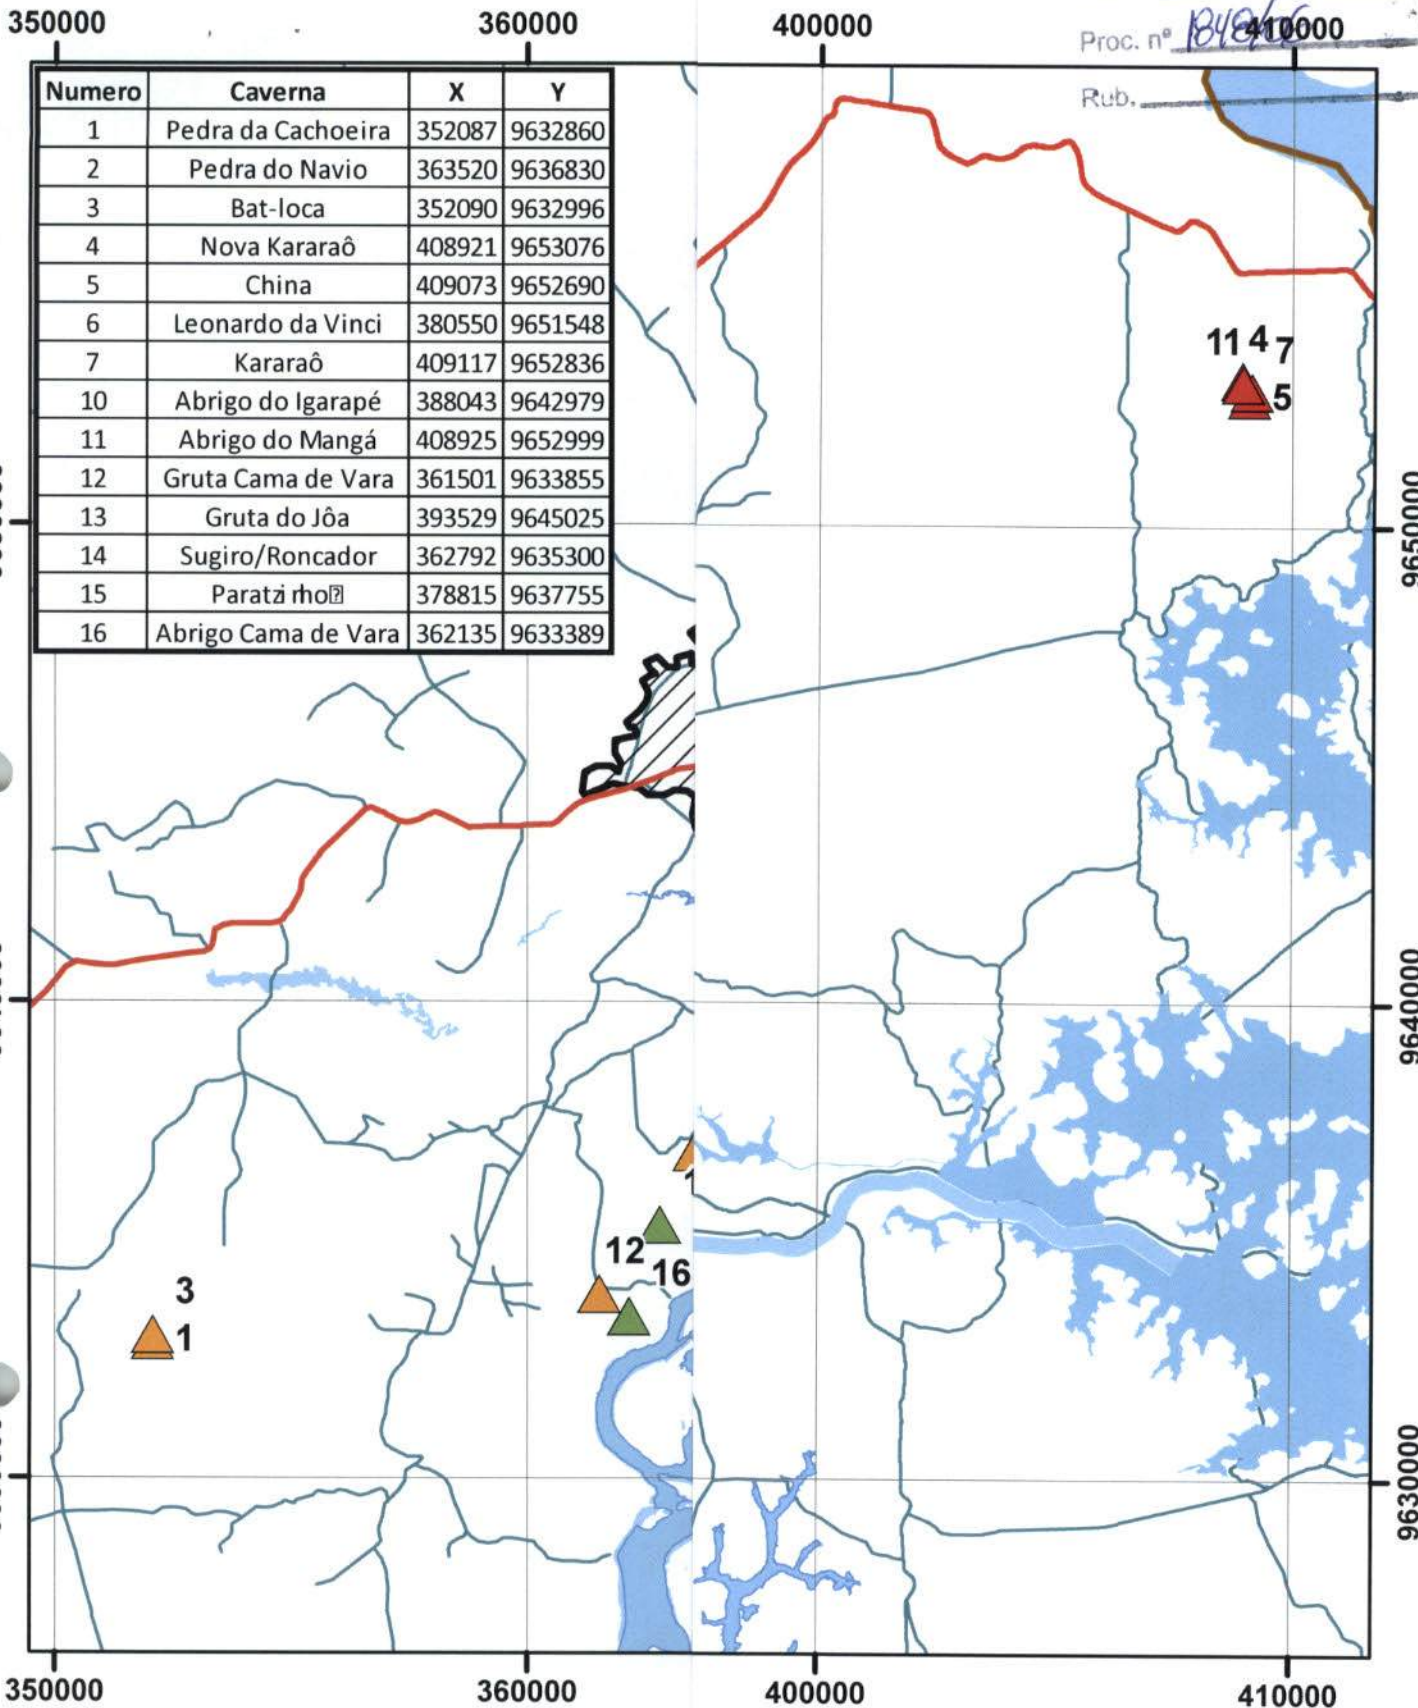 350000 360000 400000 410000
Proc. nº
Rub.
Numero Caverna X Y
1 Pedra da Cachoeira 352087 9632860
2 Pedra do Navio 363520 9636830
3 Bat-loca 352090 9632996
4 Nova Kararaô 408921 9653076
5 China 409073 9652690
6 Leonardo da Vinci 380550 9651548
7 Kararaô 409117 9652836
10 Abrigo do Igarapé 388043 9642979
11 Abrigo do Mangá 408925 9652999
12 Gruta Cama de Vara 361501 9633855
13 Gruta do Jôa 393529 9645025
14 Sugiro/Roncador 362792 9635300
15 Paratzi rho 378815 9637755
16 Abrigo Cama de Vara 362135 9633389
11 4 7
5
9650000
9640000
12
16
3
1
9630000
350000 360000 400000 410000